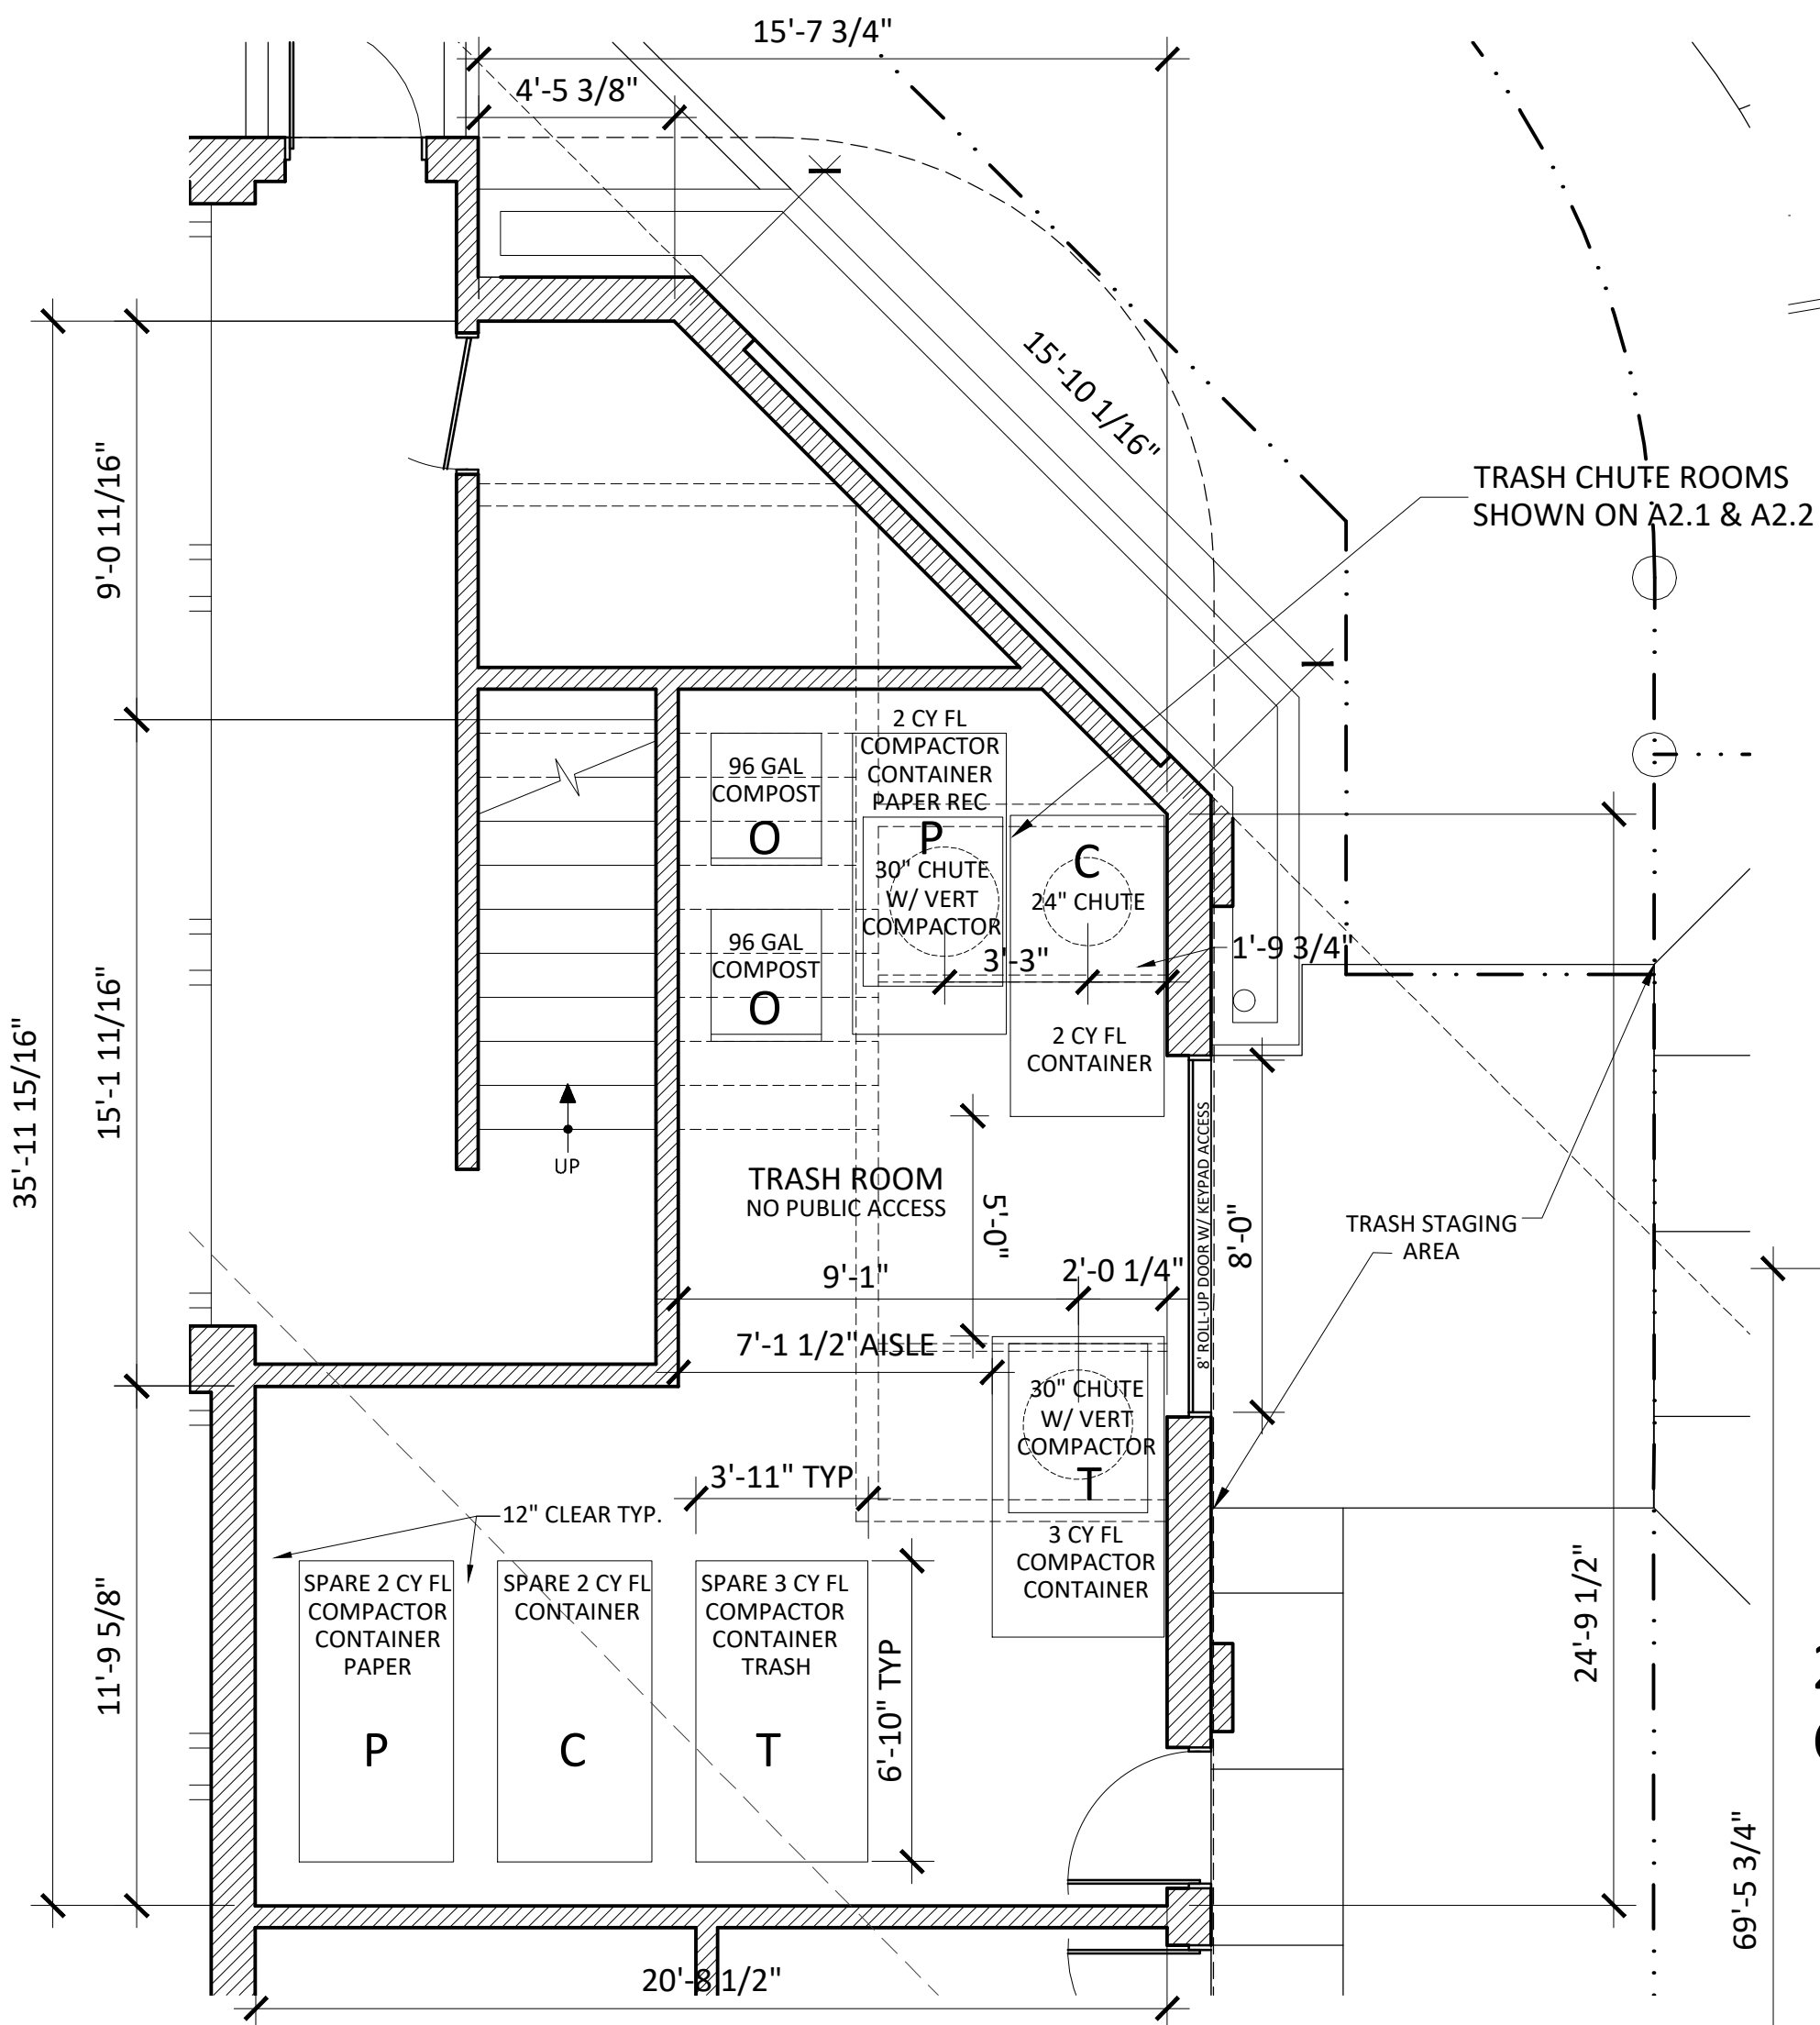 15'-7 3/4"
4'-5 3/8"
15'-10 1/16"
9'-0 11/16"
TRASH CHUTE ROOMS
SHOWN ON A2.1 & A2.2
96 GAL
COMPOST
O
2 CY FL
COMPACTOR
CONTAINER
PAPER REC
P
30" CHUTE
W/ VERT
COMPACTOR
C
24" CHUTE
96 GAL
COMPOST
O
3'-3"
1'-9 3/4"
2 CY FL
CONTAINER
35'-11 15/16"
15'-1 11/16"
UP
TRASH ROOM
NO PUBLIC ACCESS
5'-0"
8' ROLL-UP DOOR W/ KEYPAD ACCESS
8'-0"
TRASH STAGING
AREA
9'-1"
2'-0 1/4"
7'-1 1/2" AISLE
30" CHUTE
W/ VERT
COMPACTOR
T
3'-11" TYP
12" CLEAR TYP.
3 CY FL
COMPACTOR
CONTAINER
11'-9 5/8"
SPARE 2 CY FL
COMPACTOR
CONTAINER
PAPER
P
SPARE 2 CY FL
CONTAINER
C
SPARE 3 CY FL
COMPACTOR
CONTAINER
TRASH
T
6'-10" TYP
24'-9 1/2"
69'-5 3/4"
20'-8 1/2"